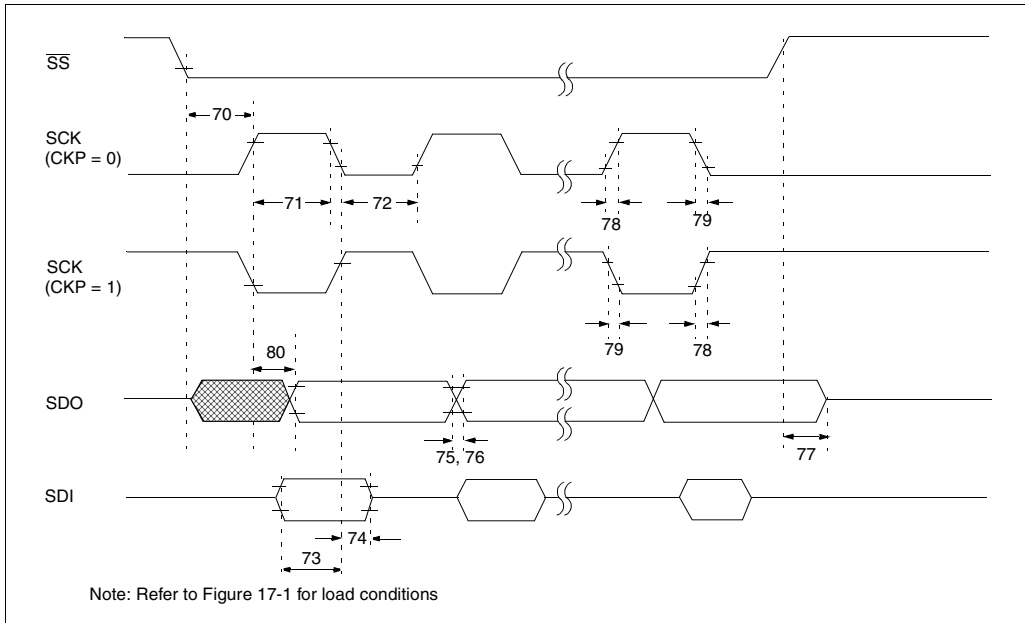 SS
70
SCK
(CKP = 0)
71
72
78
79
SCK
(CKP = 1)
79
78
80
SDO
75, 76
77
SDI
74
73
Note: Refer to Figure 17-1 for load conditions